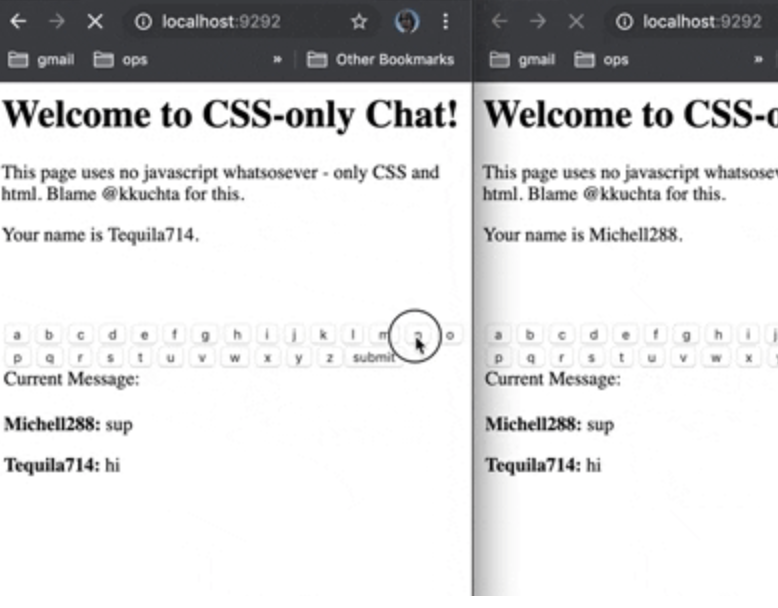 localhost:9292
gmail ops » Other Bookmarks
Welcome to CSS-only Chat!
This page uses no javascript whatsosever - only CSS and
html. Blame @kkuchta for this.
Your name is Tequila714.
a b c d e f g h i j k l m n o
p q r s t u v w x y z submit
Current Message:
Michell288: sup
Tequila714: hi
localhost:9292
gmail ops »
Welcome to CSS-o
This page uses no javascript whatsosev
html. Blame @kkuchta for this.
Your name is Michell288.
a b c d e f g h i j
p q r s t u v w x
Current Message:
Michell288: sup
Tequila714: hi